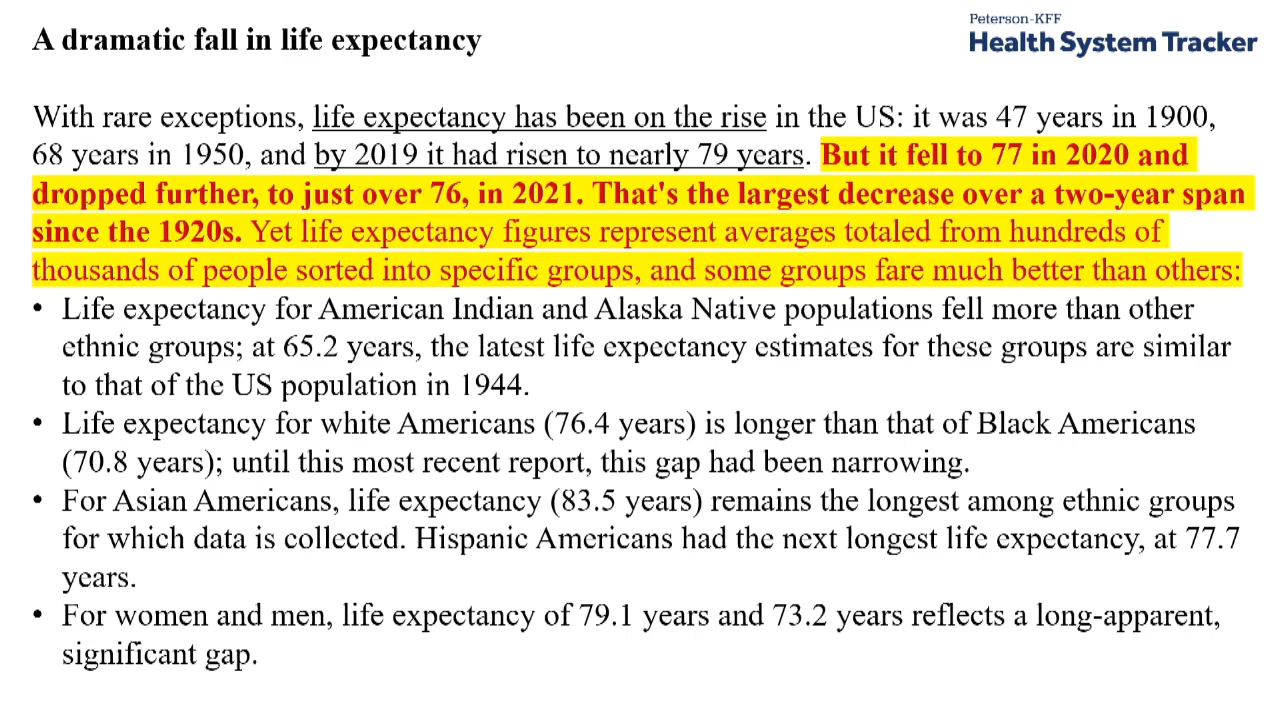 A dramatic fall in life expectancy
Peterson-KFF
Health System Tracker
With rare exceptions, life expectancy has been on the rise in the US: it was 47 years in 1900,
68 years in 1950, and by 2019 it had risen to nearly 79 years. But it fell to 77 in 2020 and
dropped further, to just over 76, in 2021. That's the largest decrease over a two-year span
since the 1920s. Yet life expectancy figures represent averages totaled from hundreds of
thousands of people sorted into specific groups, and some groups fare much better than others:
• Life expectancy for American Indian and Alaska Native populations fell more than other
ethnic groups; at 65.2 years, the latest life expectancy estimates for these groups are similar
to that of the US population in 1944.
• Life expectancy for white Americans (76.4 years) is longer than that of Black Americans
(70.8 years); until this most recent report, this gap had been narrowing.
• For Asian Americans, life expectancy (83.5 years) remains the longest among ethnic groups
for which data is collected. Hispanic Americans had the next longest life expectancy, at 77.7
years.
• For women and men, life expectancy of 79.1 years and 73.2 years reflects a long-apparent,
significant gap.